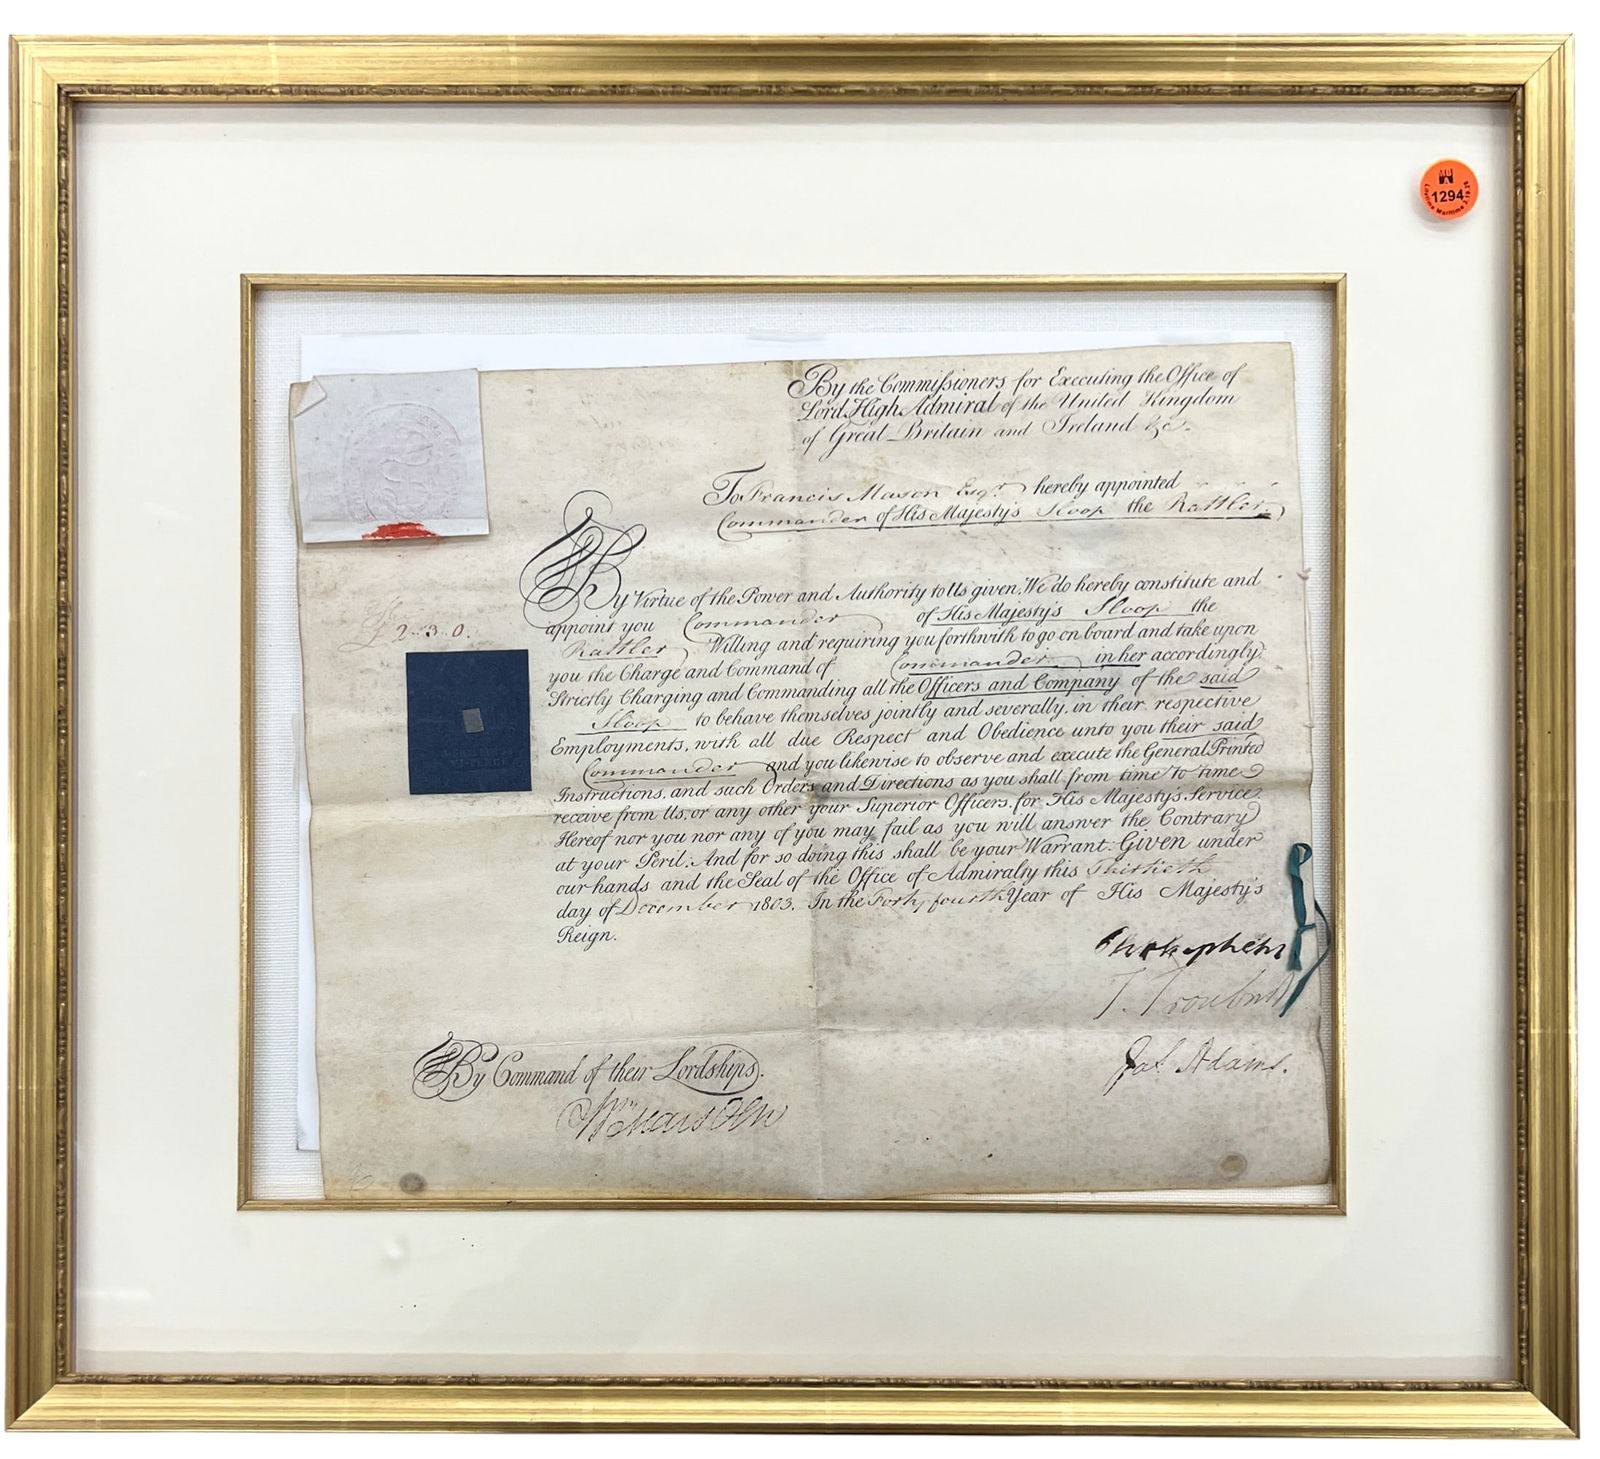 1294
By the Commissioners for Executing the Office of
Lord High Admiral of the United Kingdom
of Great Britain and Ireland &c.
To Francis Mason Esqr. hereby appointed
Commander of His Majesty's Sloop the Rattler.
By Virtue of the Power and Authority to Us given, We do hereby constitute and
appoint you Commander of His Majesty's Sloop the
Rattler Willing and requiring you forthwith to go on board and take upon
you the Charge and Command of Commander in her accordingly;
Strictly Charging and Commanding all the Officers and Company of the said
Sloop to behave themselves jointly and severally, in their respective
Employments, with all due Respect and Obedience unto you their said
Commander and you likewise to observe and execute the General Printed
Instructions, and such Orders and Directions as you shall from time to time
receive from Us, or any other your Superior Officers, for His Majesty's Service
Hereof nor you nor any of you may fail as you will answer the Contrary
at your Peril. And for so doing this shall be your Warrant. Given under
our hands and the Seal of the Office of Admiralty this Thirtieth
day of December 1803. In the Forty fourth Year of His Majesty's
Reign.
2.3.0.
T. Troubridge
Jas. Adams.
By Command of their Lordships.
Wm Marsden